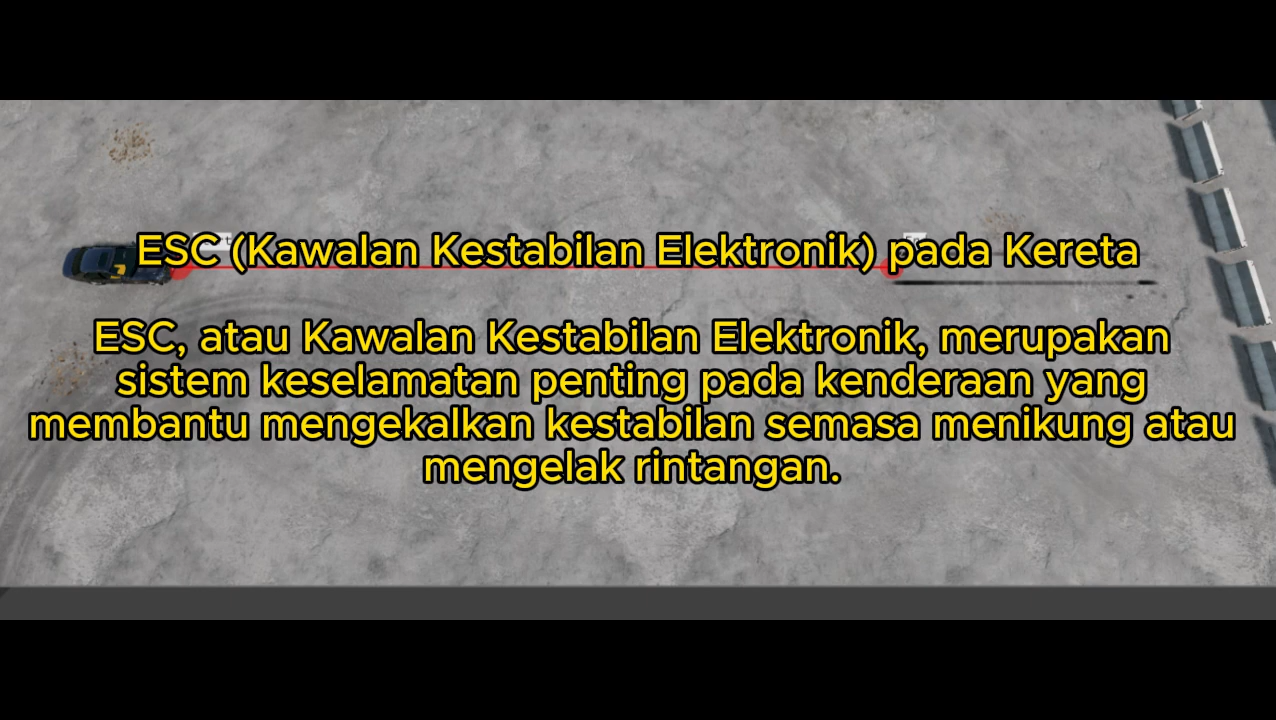 ESC (Kawalan Kestabilan Elektronik) pada Kereta
ESC, atau Kawalan Kestabilan Elektronik, merupakan
sistem keselamatan penting pada kenderaan yang
membantu mengekalkan kestabilan semasa menikung atau
mengelak rintangan.